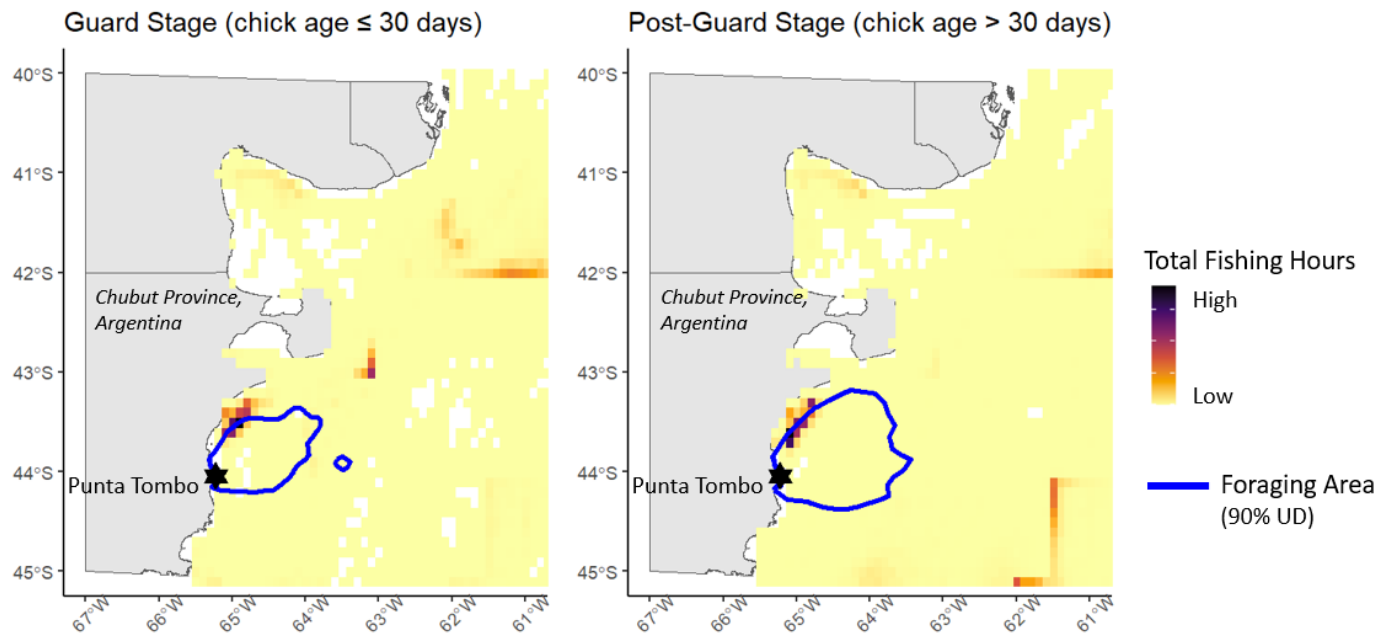 Guard Stage (chick age ≤ 30 days)
Post-Guard Stage (chick age > 30 days)
40°S
41°S
42°S
43°S
44°S
45°S
67°W
66°W
65°W
64°W
63°W
62°W
61°W
Chubut Province,
Argentina
Punta Tombo
40°S
41°S
42°S
43°S
44°S
45°S
67°W
66°W
65°W
64°W
63°W
62°W
61°W
Chubut Province,
Argentina
Punta Tombo
Total Fishing Hours
High
Low
Foraging Area
(90% UD)